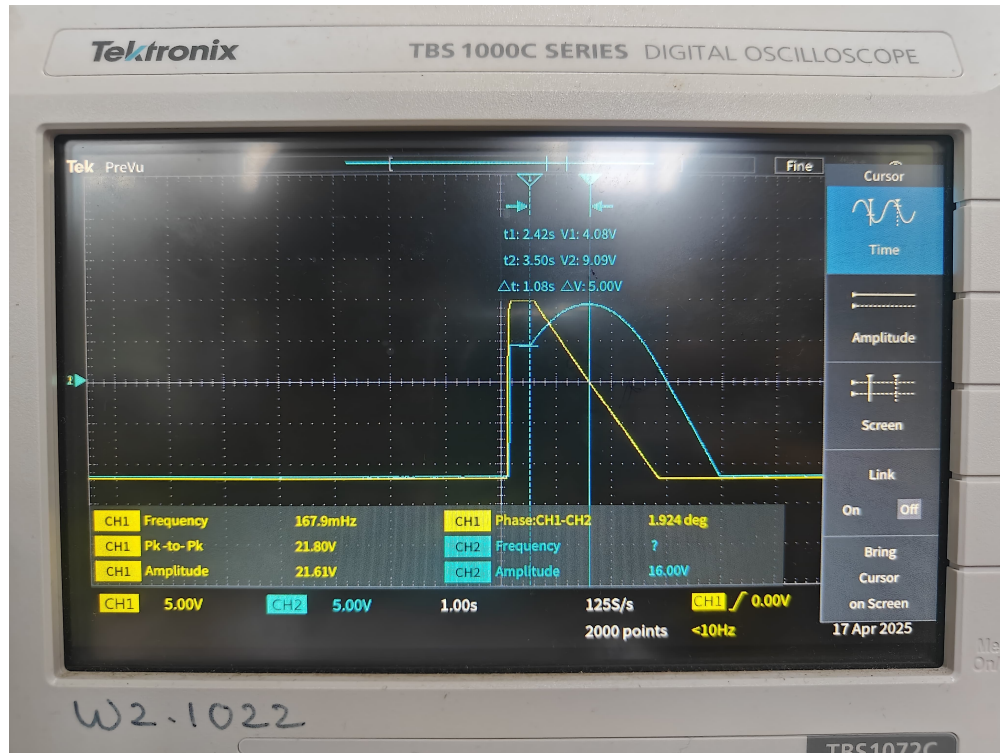 Tektronix TBS 1000C SERIES DIGITAL OSCILLOSCOPE
Tek PreVu Fine
Cursor
Time
t1: 2.42s V1: 4.08V
t2: 3.50s V2: 9.09V
△t: 1.08s △V: 5.00V
Amplitude
Screen
Link
On Off
Bring
Cursor
on Screen
CH1 Frequency 167.9mHz CH1 Phase:CH1-CH2 1.924 deg
CH1 Pk-to-Pk 21.80V CH2 Frequency ?
CH1 Amplitude 21.61V CH2 Amplitude 16.00V
CH1 5.00V CH2 5.00V 1.00s 125S/s CH1 0.00V
2000 points <10Hz 17 Apr 2025
W2.1022
TBS1072C